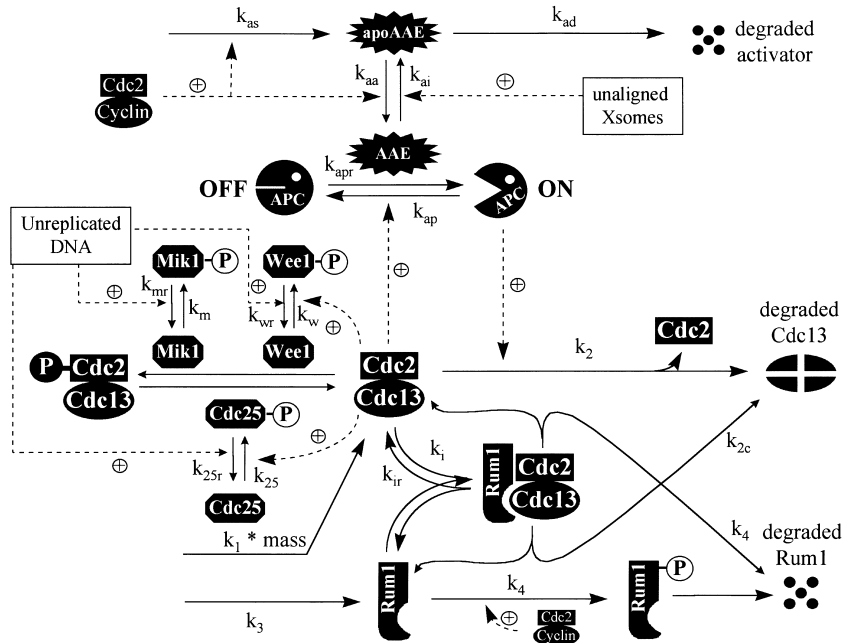 k_as
apoAAE
k_ad
degraded
activator
Cdc2
Cyclin
⊕
k_aa
k_ai
⊕
unaligned
Xsomes
AAE
OFF
APC
k_apr
k_ap
APC
ON
Unreplicated
DNA
Mik1
P
Wee1
P
⊕
⊕
⊕
⊕
k_mr
k_m
k_wr
k_w
⊕
Mik1
Wee1
degraded
Cdc13
Cdc2
P
Cdc2
Cdc13
Cdc2
Cdc13
k_2
Cdc25
P
⊕
⊕
k_25r
k_25
Cdc25
k_i
k_ir
Rum1
Cdc2
Cdc13
k_2c
k_1 * mass
k_4
degraded
Rum1
k_3
Rum1
k_4
⊕
Cdc2
Cyclin
Rum1
P